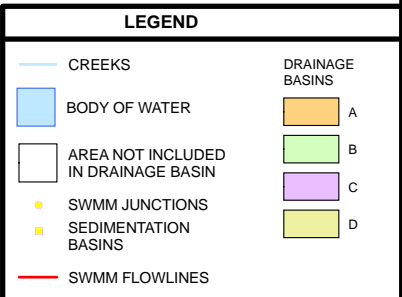 LEGEND
CREEKS
BODY OF WATER
AREA NOT INCLUDED
IN DRAINAGE BASIN
SWMM JUNCTIONS
SEDIMENTATION
BASINS
SWMM FLOWLINES
DRAINAGE
BASINS
A
B
C
D